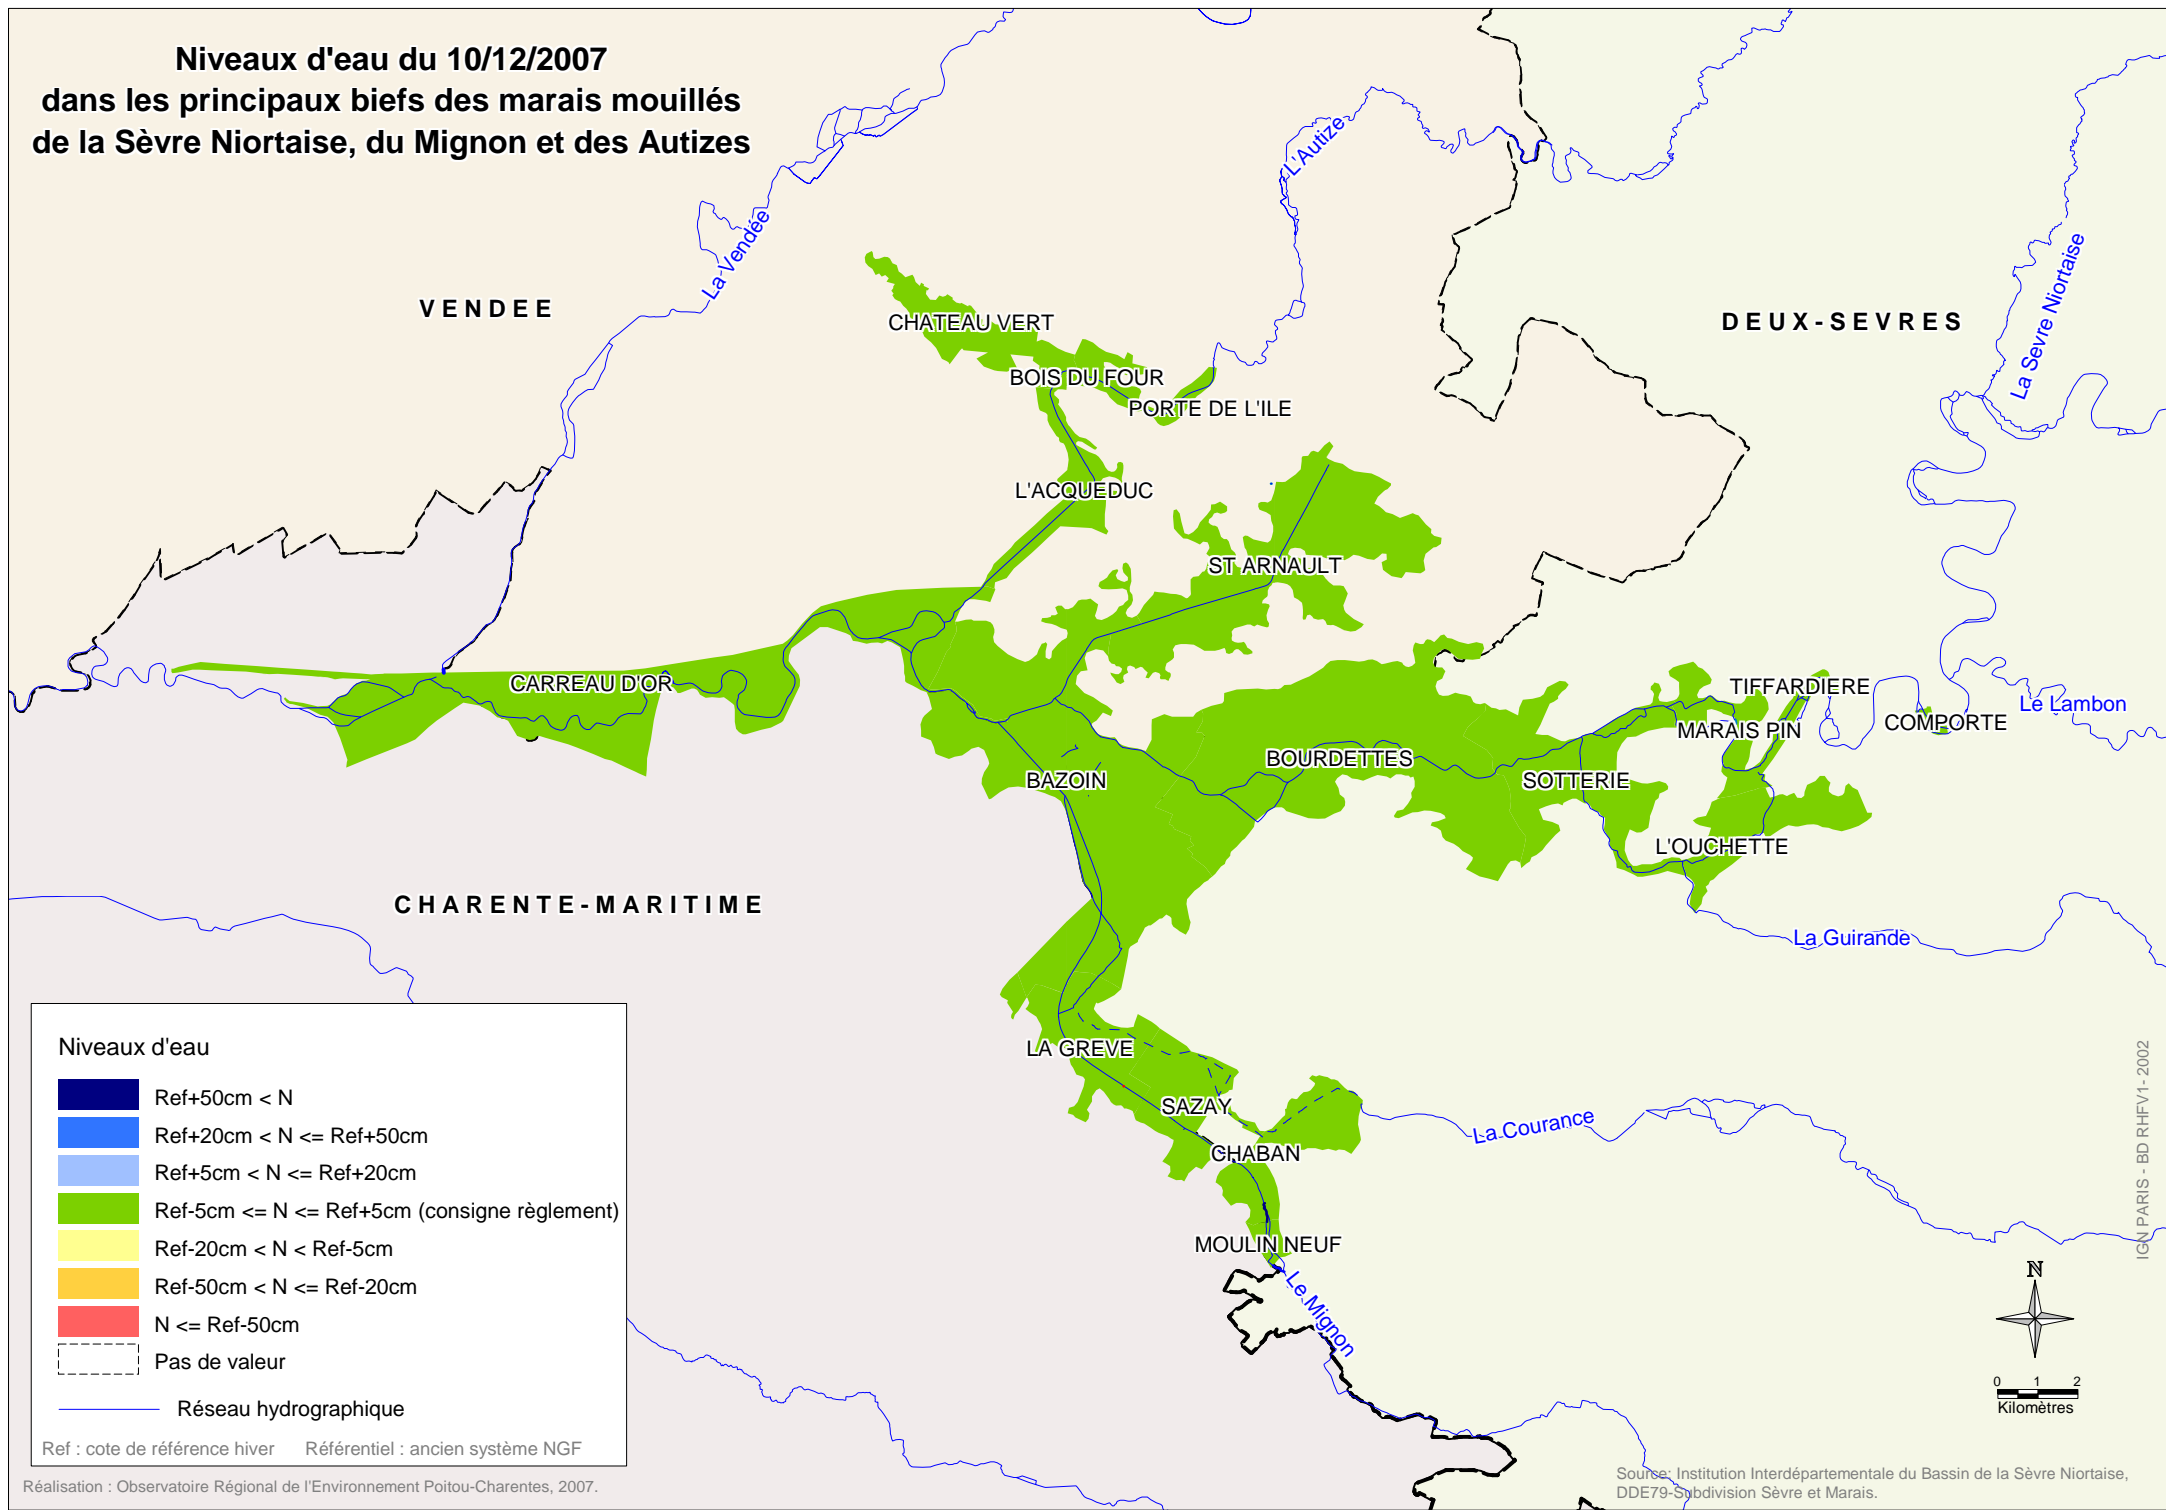 Niveaux d'eau du 10/12/2007
dans les principaux biefs des marais mouillés
de la Sèvre Niortaise, du Mignon et des Autizes
L'Autize
La Vendée
VENDEE
DEUX-SEVRES
La Sevre Niortaise
CHATEAU VERT
BOIS DU FOUR
PORTE DE L'ILE
L'ACQUEDUC
ST ARNAULT
CARREAU D'OR
TIFFARDIERE
Le Lambon
MARAIS PIN
COMPORTE
BOURDETTES
BAZOIN
SOTTERIE
L'OUCHETTE
CHARENTE-MARITIME
La Guirande
LA GREVE
SAZAY
La Courance
CHABAN
MOULIN NEUF
Le Mignon
Niveaux d'eau
Ref+50cm < N
Ref+20cm < N <= Ref+50cm
Ref+5cm < N <= Ref+20cm
Ref-5cm <= N <= Ref+5cm (consigne règlement)
Ref-20cm < N < Ref-5cm
Ref-50cm < N <= Ref-20cm
N <= Ref-50cm
Pas de valeur
Réseau hydrographique
Ref : cote de référence hiver Référentiel : ancien système NGF
Réalisation : Observatoire Régional de l'Environnement Poitou-Charentes, 2007.
IGN PARIS - BD RHFV1- 2002
N
0 1 2
Kilomètres
Source: Institution Interdépartementale du Bassin de la Sèvre Niortaise,
DDE79-Subdivision Sèvre et Marais.